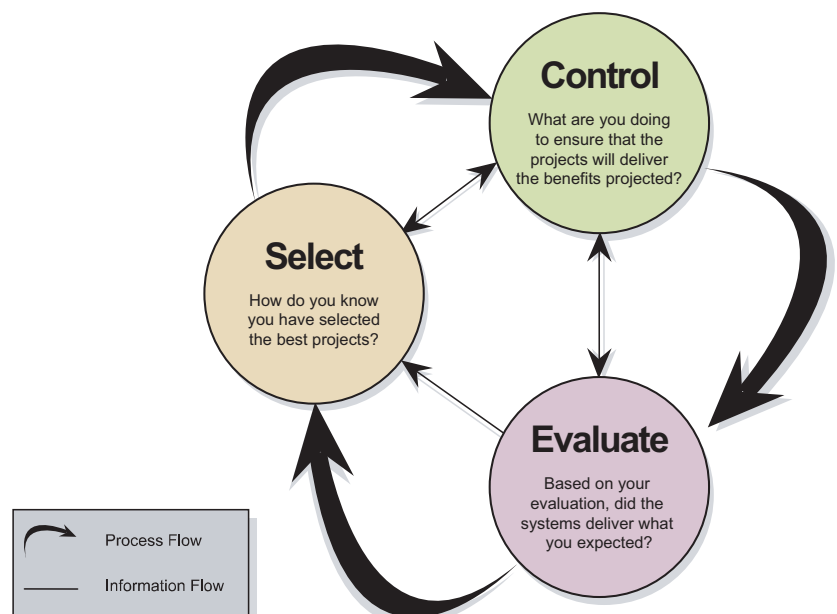 Control
What are you doing
to ensure that the
projects will deliver
the benefits projected?
Select
How do you know
you have selected
the best projects?
Evaluate
Based on your
evaluation, did the
systems deliver what
you expected?
Process Flow
Information Flow